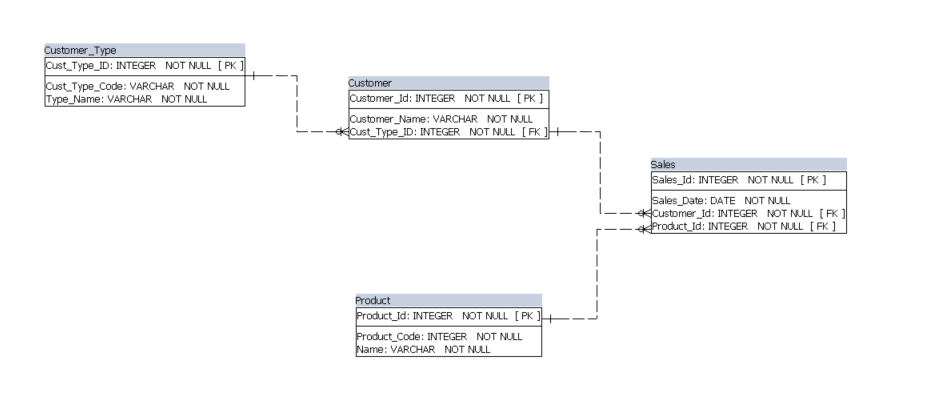 Customer_Type
Cust_Type_ID: INTEGER NOT NULL [ PK ]
Cust_Type_Code: VARCHAR NOT NULL
Type_Name: VARCHAR NOT NULL
Customer
Customer_Id: INTEGER NOT NULL [ PK ]
Customer_Name: VARCHAR NOT NULL
Cust_Type_ID: INTEGER NOT NULL [ FK ]
Sales
Sales_Id: INTEGER NOT NULL [ PK ]
Sales_Date: DATE NOT NULL
Customer_Id: INTEGER NOT NULL [ FK ]
Product_Id: INTEGER NOT NULL [ FK ]
Product
Product_Id: INTEGER NOT NULL [ PK ]
Product_Code: INTEGER NOT NULL
Name: VARCHAR NOT NULL